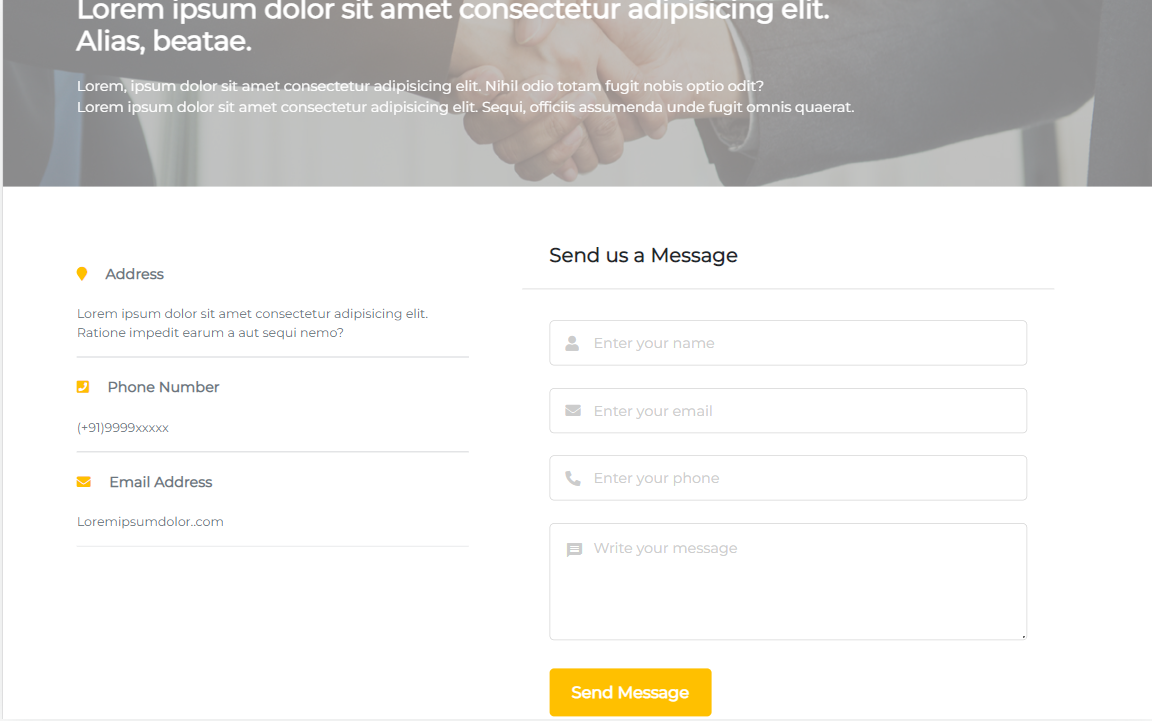 Lorem ipsum dolor sit amet consectetur adipisicing elit.
Alias, beatae.
Lorem, ipsum dolor sit amet consectetur adipisicing elit. Nihil odio totam fugit nobis optio odit?
Lorem ipsum dolor sit amet consectetur adipisicing elit. Sequi, officiis assumenda unde fugit omnis quaerat.
Address
Lorem ipsum dolor sit amet consectetur adipisicing elit.
Ratione impedit earum a aut sequi nemo?
Phone Number
(+91)9999xxxxx
Email Address
Loremipsumdolor..com
Send us a Message
Enter your name
Enter your email
Enter your phone
Write your message
Send Message